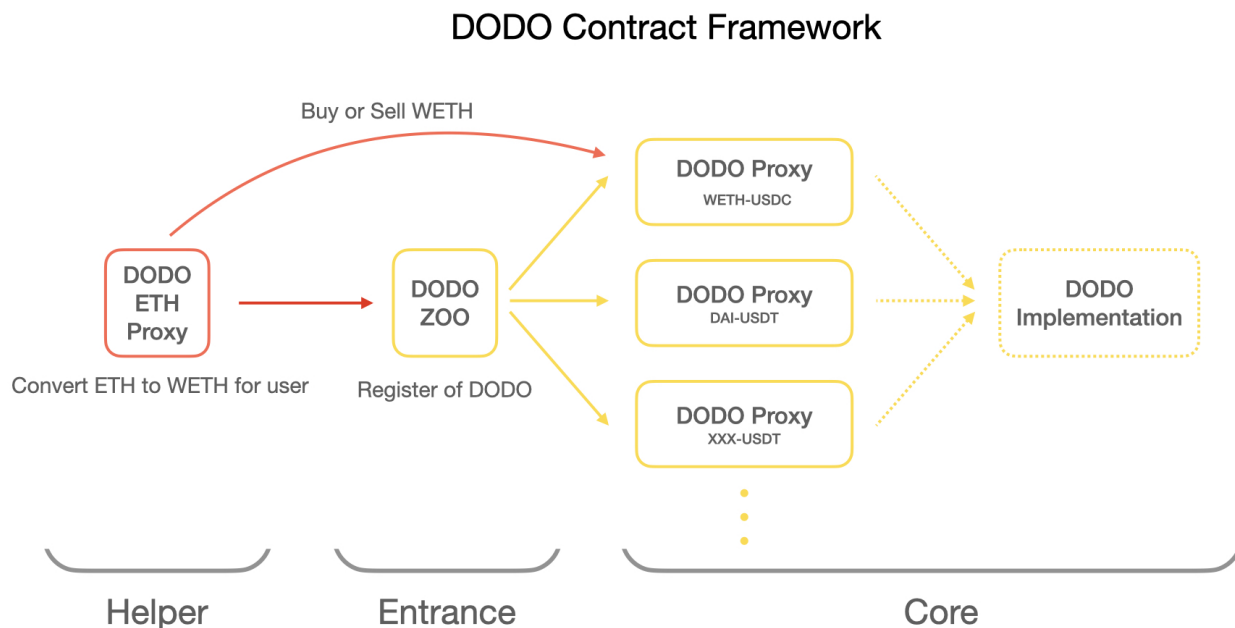 DODO Contract Framework
Buy or Sell WETH
DODO Proxy
WETH-USDC
DODO
ETH
Proxy
DODO
ZOO
DODO Proxy
DAI-USDT
DODO
Implementation
Convert ETH to WETH for user
Register of DODO
DODO Proxy
XXX-USDT
Helper
Entrance
Core